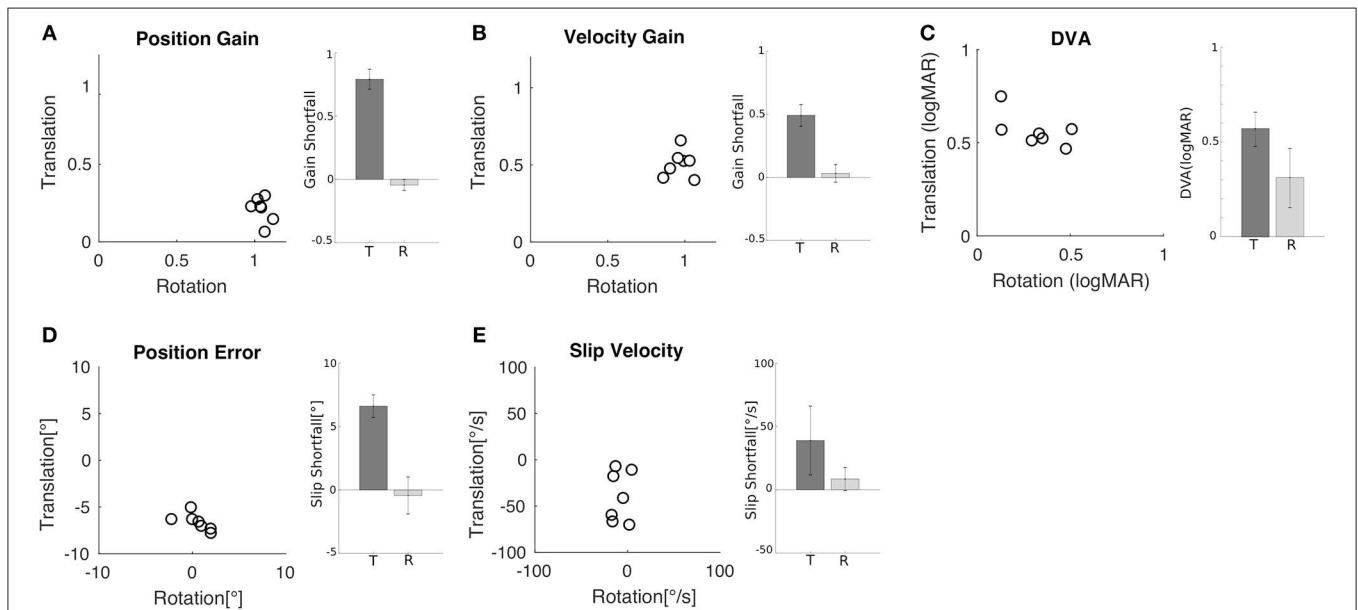 A
Position Gain
Translation
1
0.5
0
0
0.5
1
Rotation
Gain Shortfall
1
0.5
0
-0.5
T R
B
Velocity Gain
Translation
1
0.5
0
0
0.5
1
Rotation
Gain Shortfall
1
0.5
0
-0.5
T R
C
DVA
Translation (logMAR)
1
0.5
0
0
0.5
1
Rotation (logMAR)
DVA(logMAR)
1
0.5
0
T R
D
Position Error
Translation[°]
10
5
0
-5
-10
-10
0
10
Rotation[°]
Slip Shortfall[°]
10
5
0
-5
T R
E
Slip Velocity
Translation[°/s]
100
50
0
-50
-100
-100
0
100
Rotation[°/s]
Slip Shortfall[°/s]
100
50
0
-50
T R